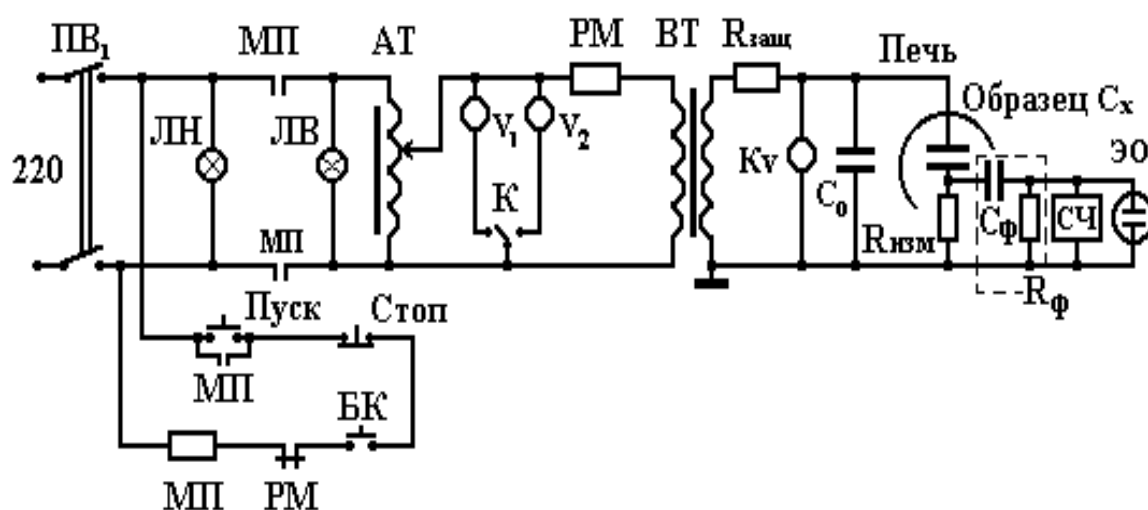 ПВ₁
МП
АТ
РМ
ВТ
Rзащ
Печь
Образец Cₓ
ЛН
ЛВ
V₁
V₂
Kv
C₀
ЭО
220
К
МП
Rизм
Cф
СЧ
Rф
Пуск
Стоп
МП
БК
МП
РМ